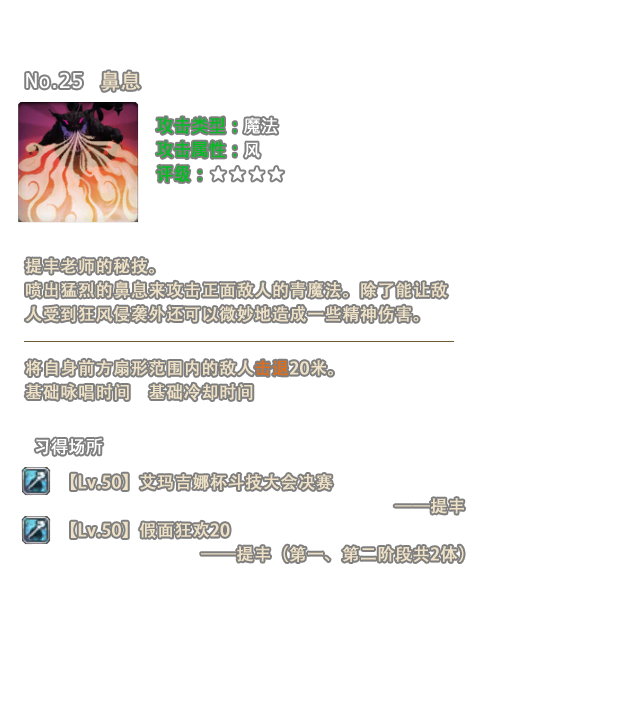 No.25 鼻息
攻击类型：魔法
攻击属性：风
评级：☆☆☆☆
提丰老师的秘技。
喷出猛烈的鼻息来攻击正面敌人的青魔法。除了能让敌
人受到狂风侵袭外还可以微妙地造成一些精神伤害。
将自身前方扇形范围内的敌人击退20米。
基础咏唱时间 基础冷却时间
习得场所
【Lv.50】艾玛吉娜杯斗技大会决赛
——提丰
【Lv.50】假面狂欢20
——提丰（第一、第二阶段共2体）